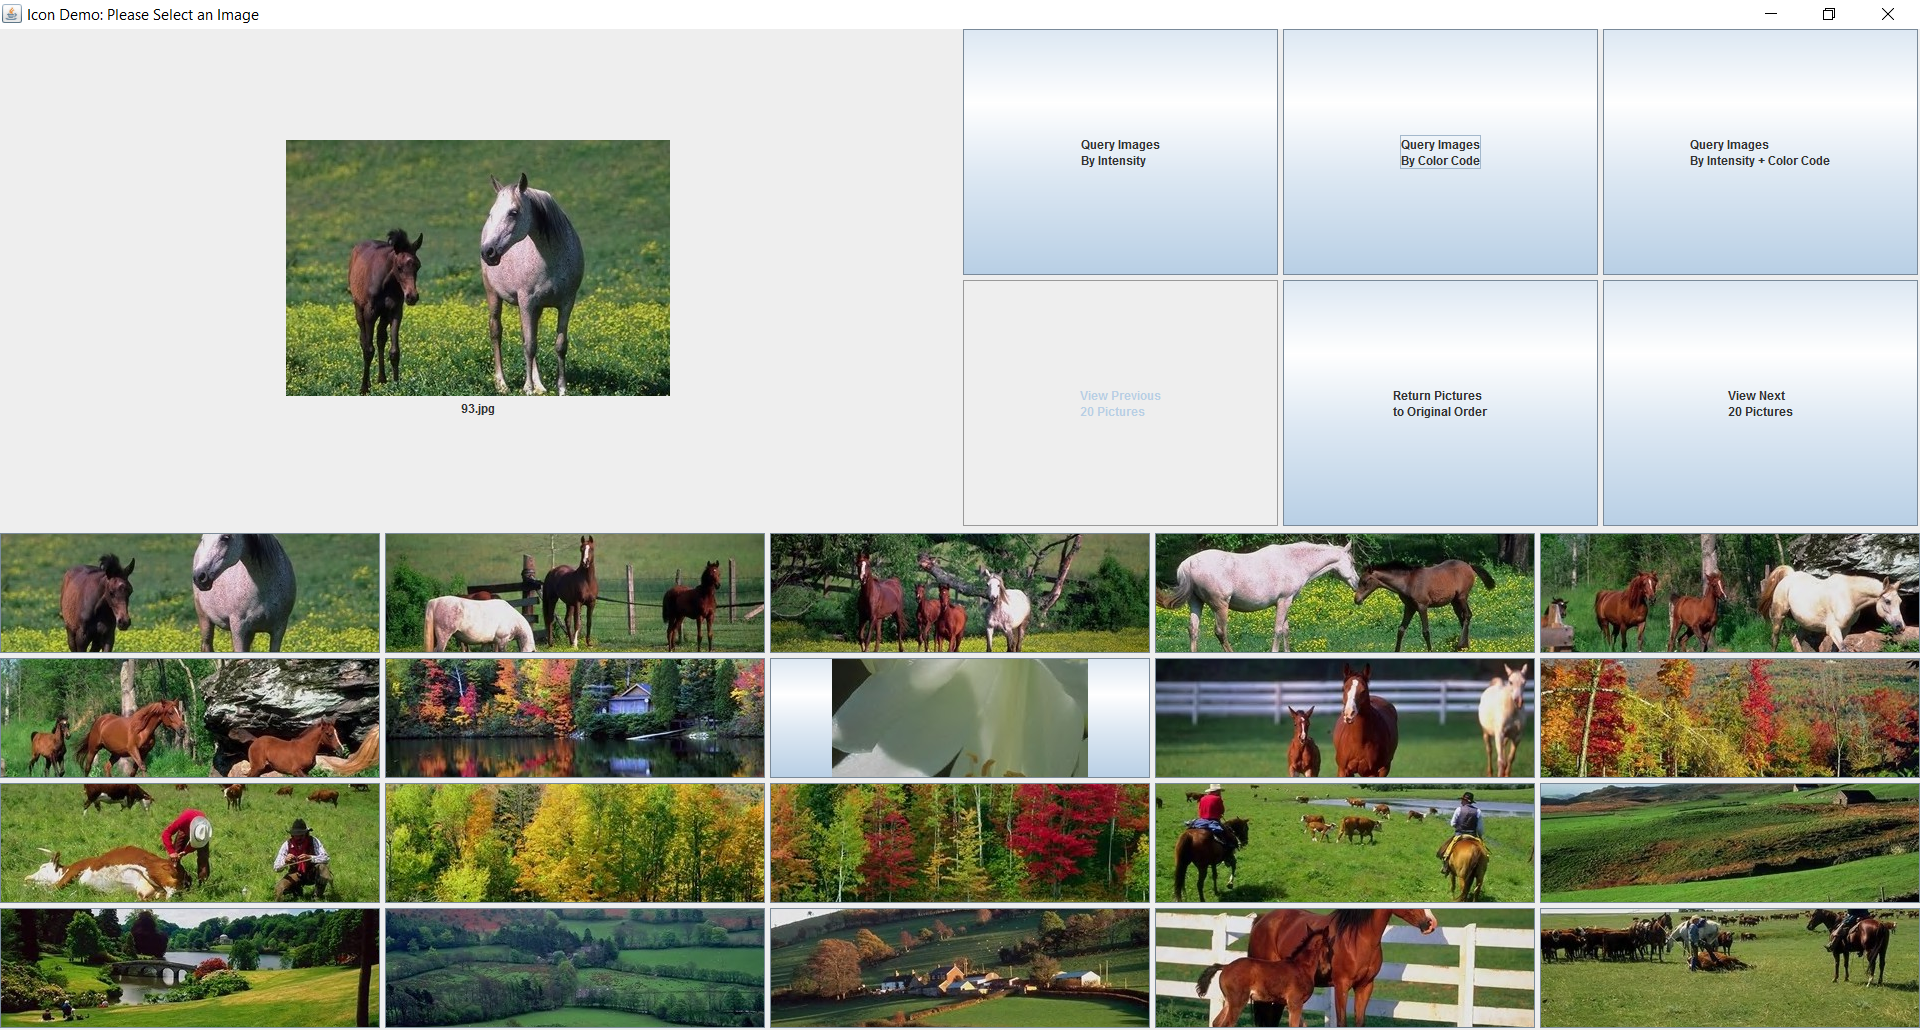 Icon Demo: Please Select an Image
93.jpg
Query Images
By Intensity
Query Images
By Color Code
Query Images
By Intensity + Color Code
View Previous
20 Pictures
Return Pictures
to Original Order
View Next
20 Pictures